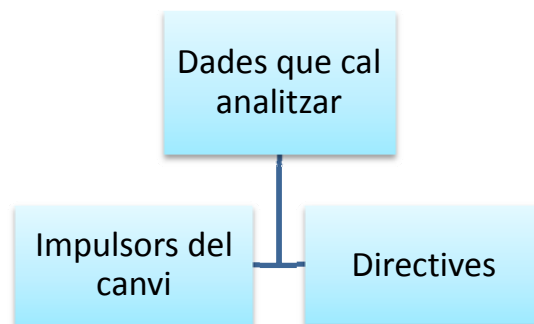 Dades que cal
analitzar
Impulsors del
canvi
Directives